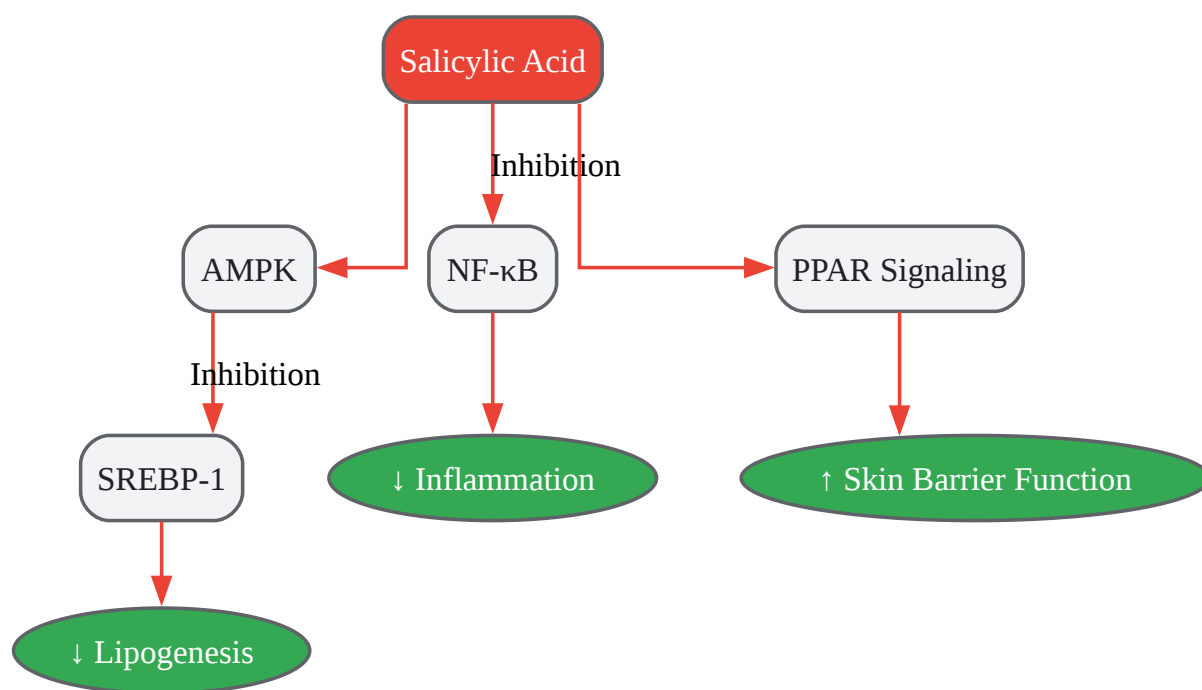 Salicylic Acid
Inhibition
AMPK
NF-κB
PPAR Signaling
Inhibition
SREBP-1
↓ Inflammation
↑ Skin Barrier Function
↓ Lipogenesis